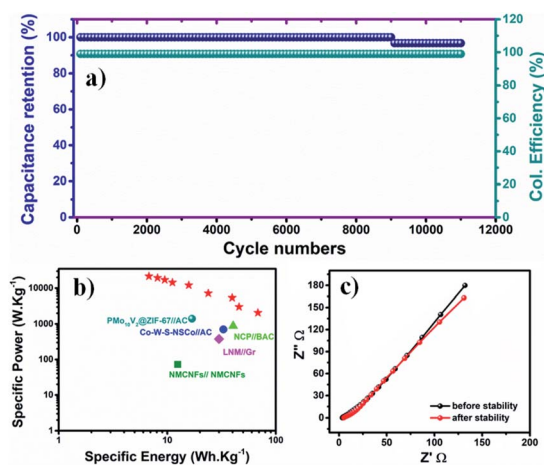 a)
Capacitance retention (%)
100
80
60
40
20
0
120
100
80
60
40
20
0
Col. Efficiency (%)
0 2000 4000 6000 8000 10000 12000
Cycle numbers
b)
Specific Power (W.Kg⁻¹)
10000
1000
100
10
1
PMo₁₀V₂@ZIF-67//AC
Co-W-S-NSCo//AC
NCP//BAC
LNM//Gr
NMCNFs// NMCNFs
1 10 100
Specific Energy (Wh.Kg⁻¹)
c)
Z'' Ω
180
150
120
90
60
30
0
before stability
after stability
0 25 50 75 100 125 150
Z' Ω